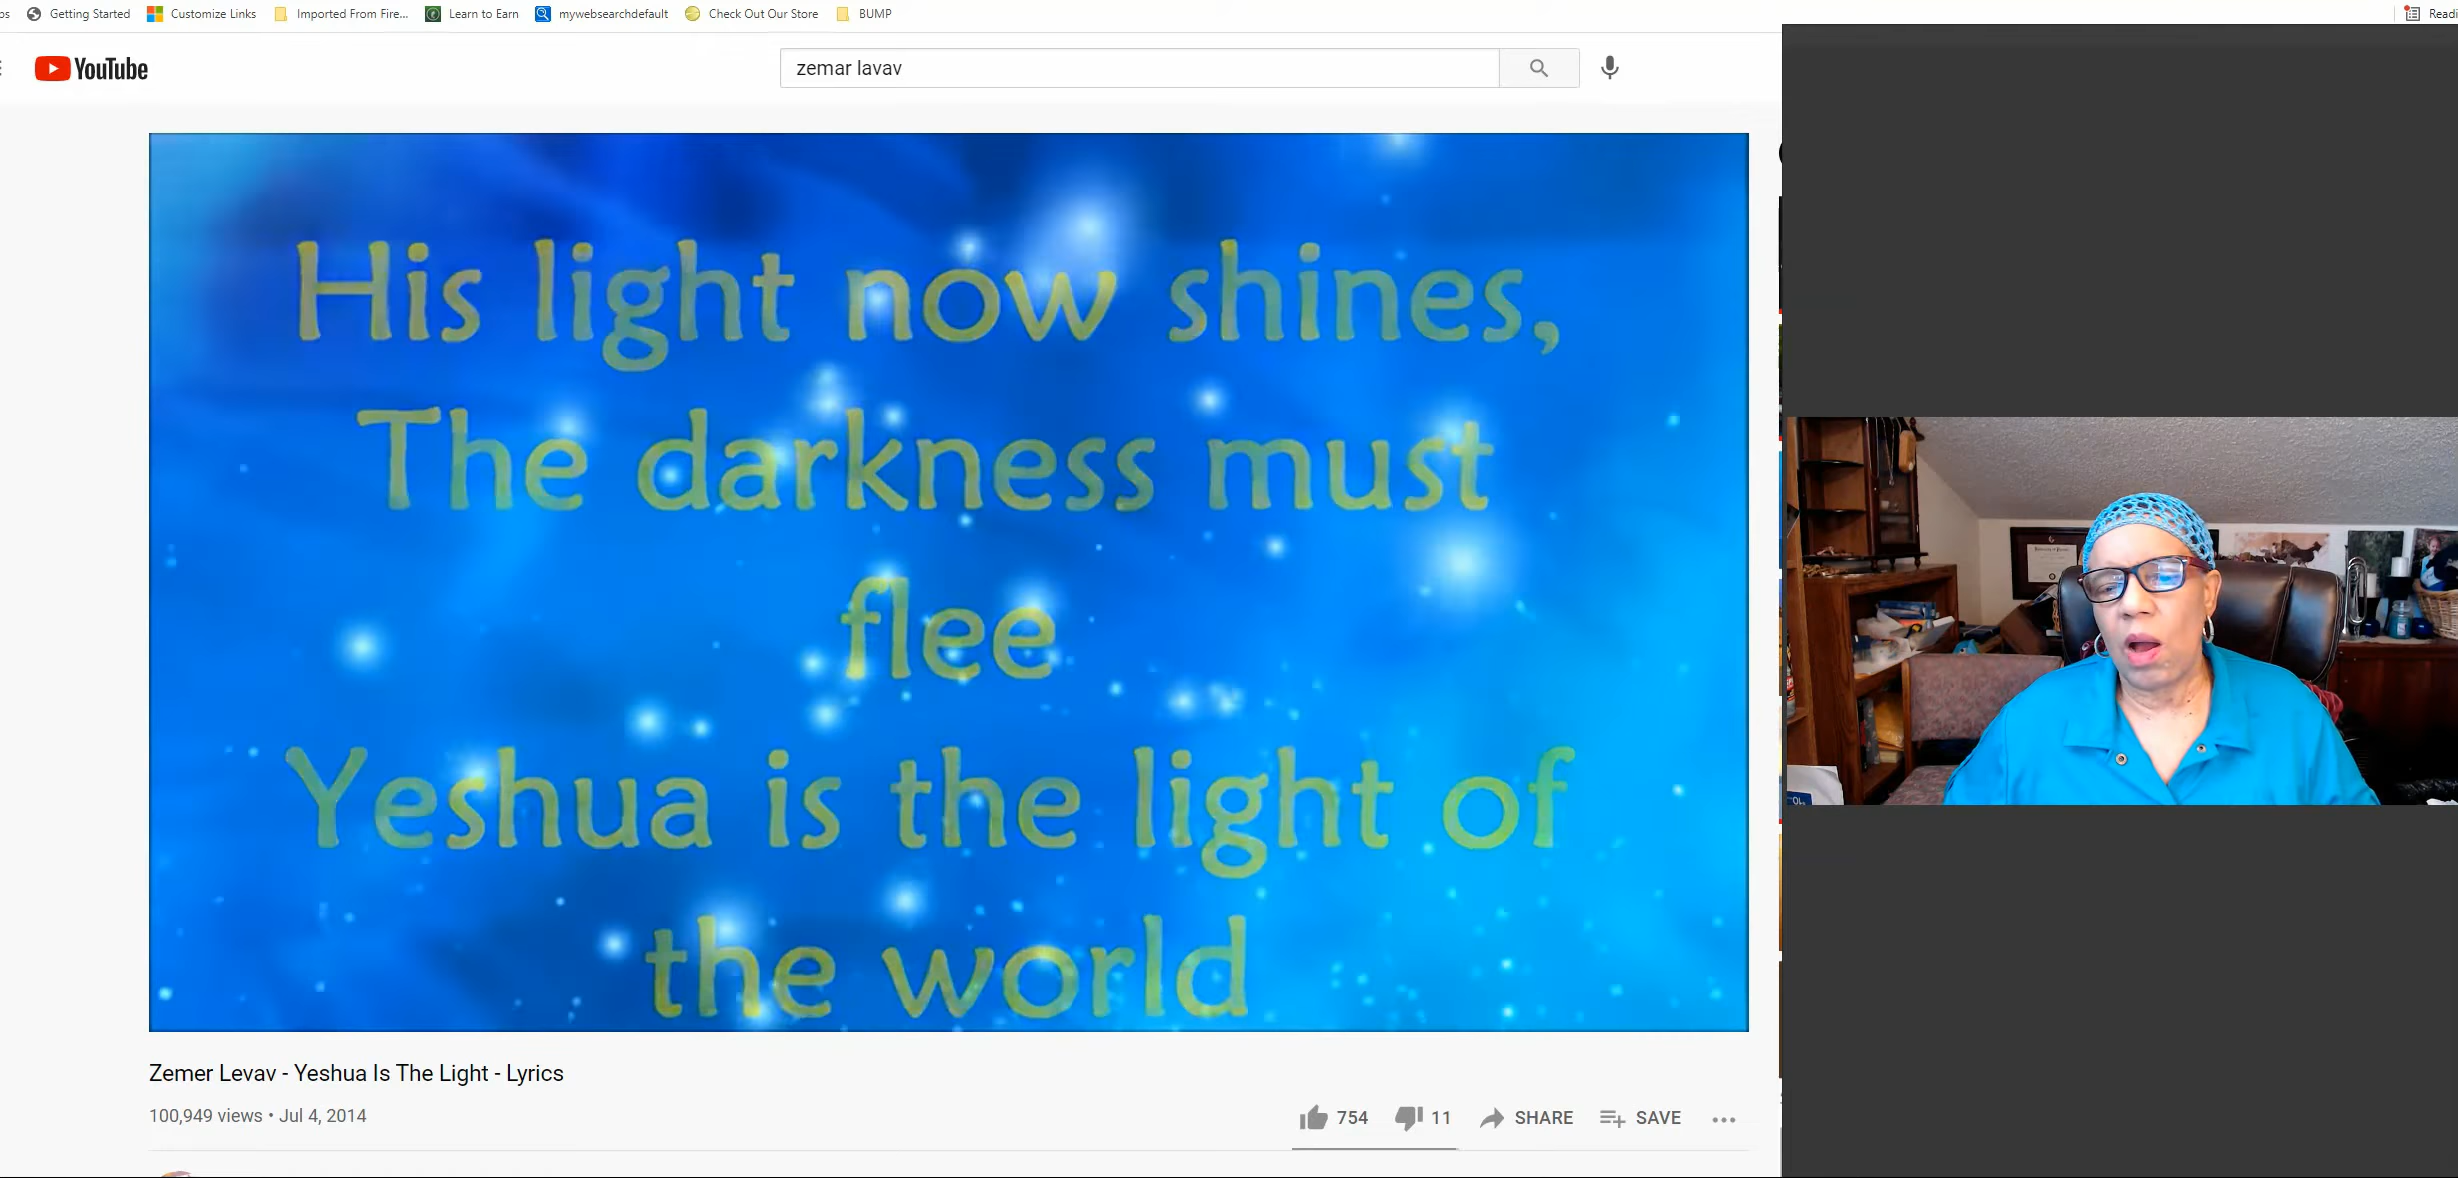 Getting Started Customize Links Imported From Fire... Learn to Earn mywebsearchdefault Check Out Our Store BUMP
YouTube
zemar lavav
His light now shines,
The darkness must
flee
Yeshua is the light of
the world
Zemer Levav - Yeshua Is The Light - Lyrics
100,949 views • Jul 4, 2014
754 11 SHARE SAVE